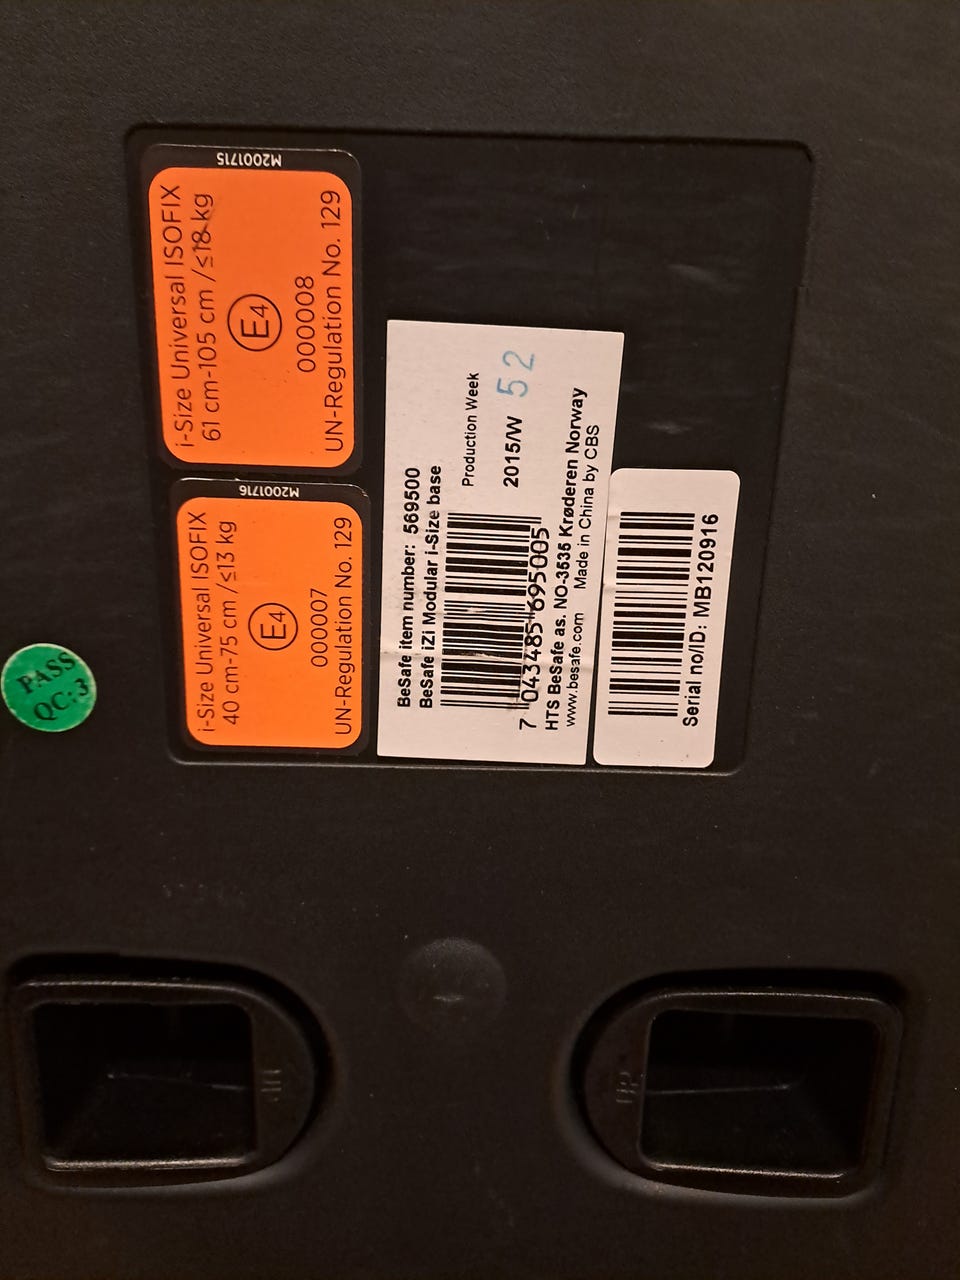 M2001715
i-Size Universal ISOFIX
61 cm-105 cm /≤18 kg
E4
000008
UN-Regulation No. 129
M2001716
i-Size Universal ISOFIX
40 cm-75 cm /≤13 kg
E4
000007
UN-Regulation No. 129
BeSafe item number: 569500
BeSafe iZi Modular i-Size base
Production Week
2015/W 52
7 043485 695005
HTS BeSafe as. NO-3535 Krøderen Norway
www.besafe.com Made in China by CBS
Serial no/ID: MB120916
PASS
QC:3